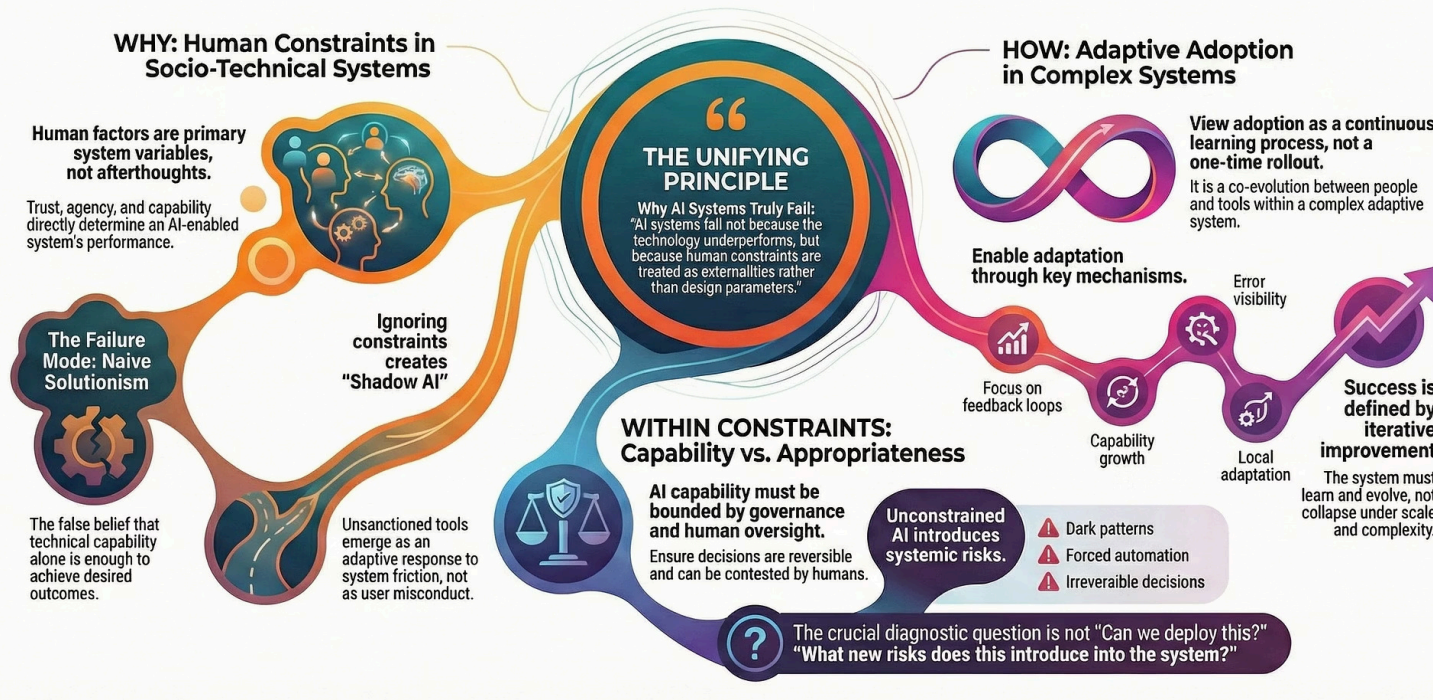 WHY: Human Constraints in
Socio-Technical Systems
Human factors are primary
system variables,
not afterthoughts.
Trust, agency, and capability
directly determine an AI-enabled
system's performance.
The Failure
Mode: Naive
Solutionism
The false belief that
technical capability
alone is enough to
achieve desired
outcomes.
Ignoring
constraints
creates
“Shadow AI”
Unsanctioned tools
emerge as an
adaptive response to
system friction, not
as user misconduct.
“
THE UNIFYING
PRINCIPLE
Why AI Systems Truly Fail:
“AI systems fall not because the
technology underperforms, but
because human constraints are
treated as externalities rather
than design parameters.”
WITHIN CONSTRAINTS:
Capability vs. Appropriateness
AI capability must be
bounded by governance
and human oversight.
Ensure decisions are reversible
and can be contested by humans.
Unconstrained
AI introduces
systemic risks.
Dark patterns
Forced automation
Irreveraible decisions
?
The crucial diagnostic question is not "Can we deploy this?"
"What new risks does this introduce into the system?"
HOW: Adaptive Adoption
in Complex Systems
View adoption as a continuous
learning process, not a
one-time rollout.
It is a co-evolution between people
and tools within a complex adaptive
system.
Enable adaptation
through key mechanisms.
Focus on
feedback loops
Capability
growth
Error
visibility
Local
adaptation
Success is
defined by
iterative
improvement
The system must
learn and evolve, not
collapse under scale
and complexity.